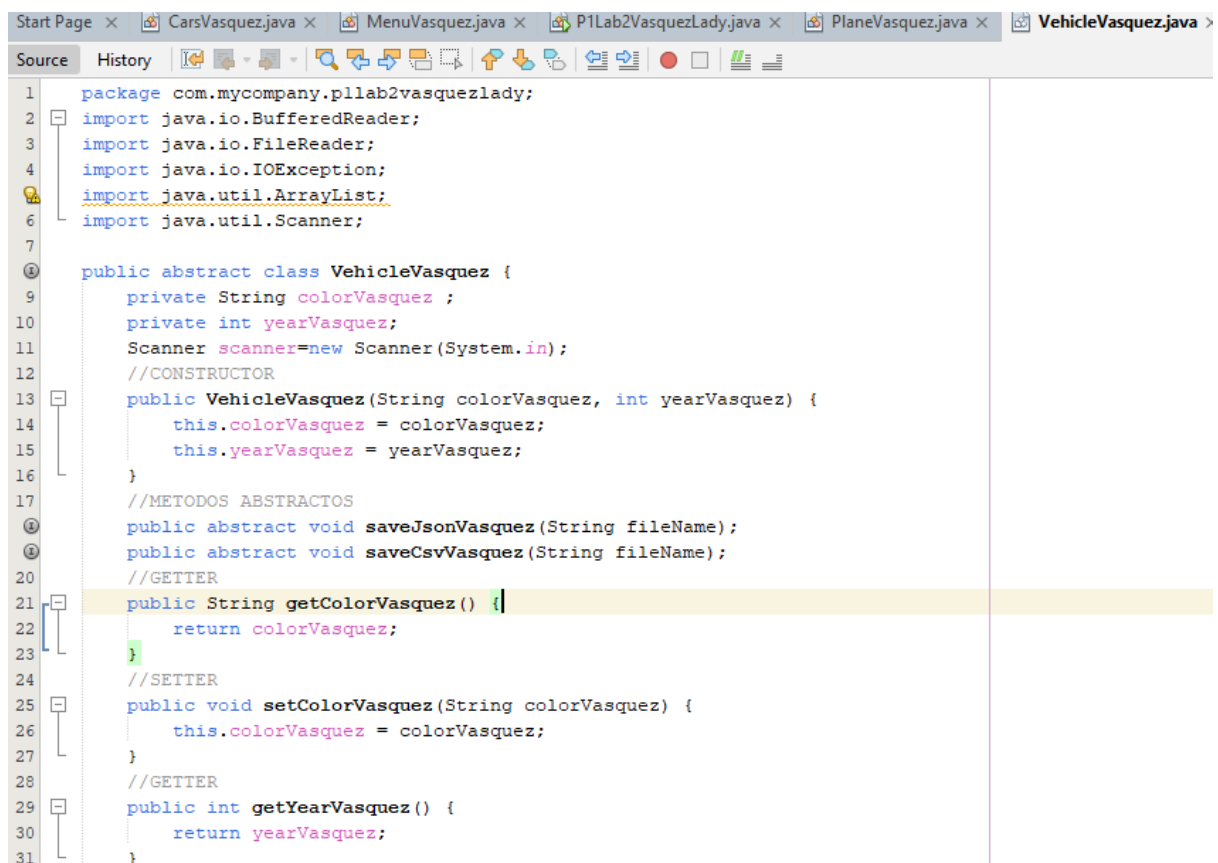 Start Page × CarsVasquez.java × MenuVasquez.java × P1Lab2VasquezLady.java × PlaneVasquez.java × VehicleVasquez.java ×
Source History
1 package com.mycompany.p1lab2vasquezlady;
2 import java.io.BufferedReader;
3 import java.io.FileReader;
4 import java.io.IOException;
import java.util.ArrayList;
6 import java.util.Scanner;
7
public abstract class VehicleVasquez {
9 private String colorVasquez ;
10 private int yearVasquez;
11 Scanner scanner=new Scanner(System.in);
12 //CONSTRUCTOR
13 public VehicleVasquez(String colorVasquez, int yearVasquez) {
14 this.colorVasquez = colorVasquez;
15 this.yearVasquez = yearVasquez;
16 }
17 //METODOS ABSTRACTOS
public abstract void saveJsonVasquez(String fileName);
public abstract void saveCsvVasquez(String fileName);
20 //GETTER
21 public String getColorVasquez() {
22 return colorVasquez;
23 }
24 //SETTER
25 public void setColorVasquez(String colorVasquez) {
26 this.colorVasquez = colorVasquez;
27 }
28 //GETTER
29 public int getYearVasquez() {
30 return yearVasquez;
31 }